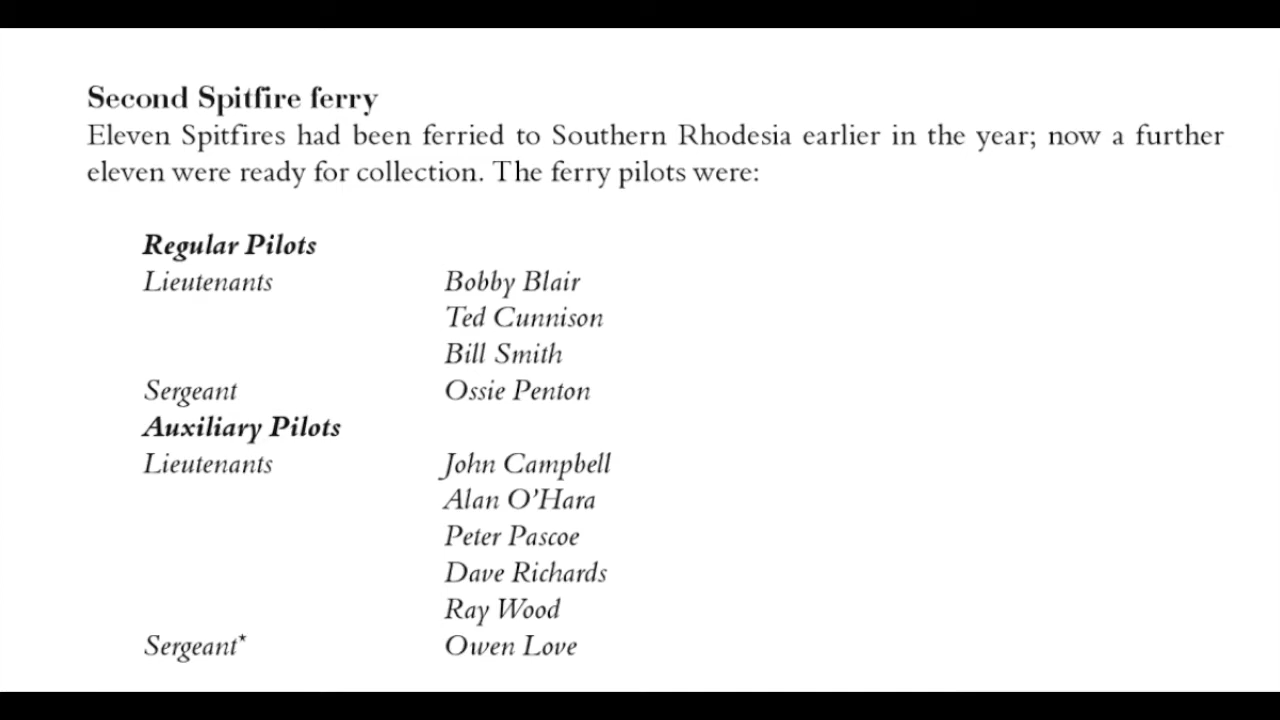 Second Spitfire ferry
Eleven Spitfires had been ferried to Southern Rhodesia earlier in the year; now a further
eleven were ready for collection. The ferry pilots were:
Regular Pilots
Lieutenants Bobby Blair
Ted Cunnison
Bill Smith
Sergeant Ossie Penton
Auxiliary Pilots
Lieutenants John Campbell
Alan O’Hara
Peter Pascoe
Dave Richards
Ray Wood
Sergeant* Owen Love